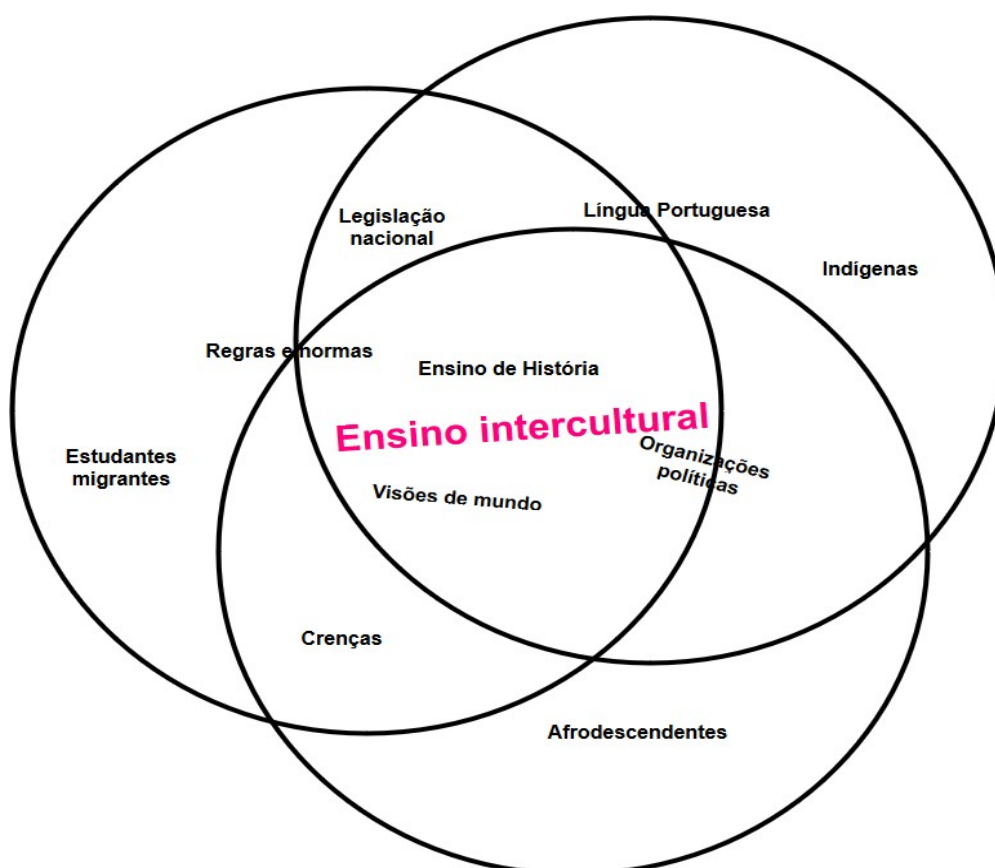 Legislação
nacional
Língua Portuguesa
Indígenas
Regras e normas
Ensino de História
Ensino intercultural
Estudantes
migrantes
Organizações
políticas
Visões de mundo
Crenças
Afrodescendentes